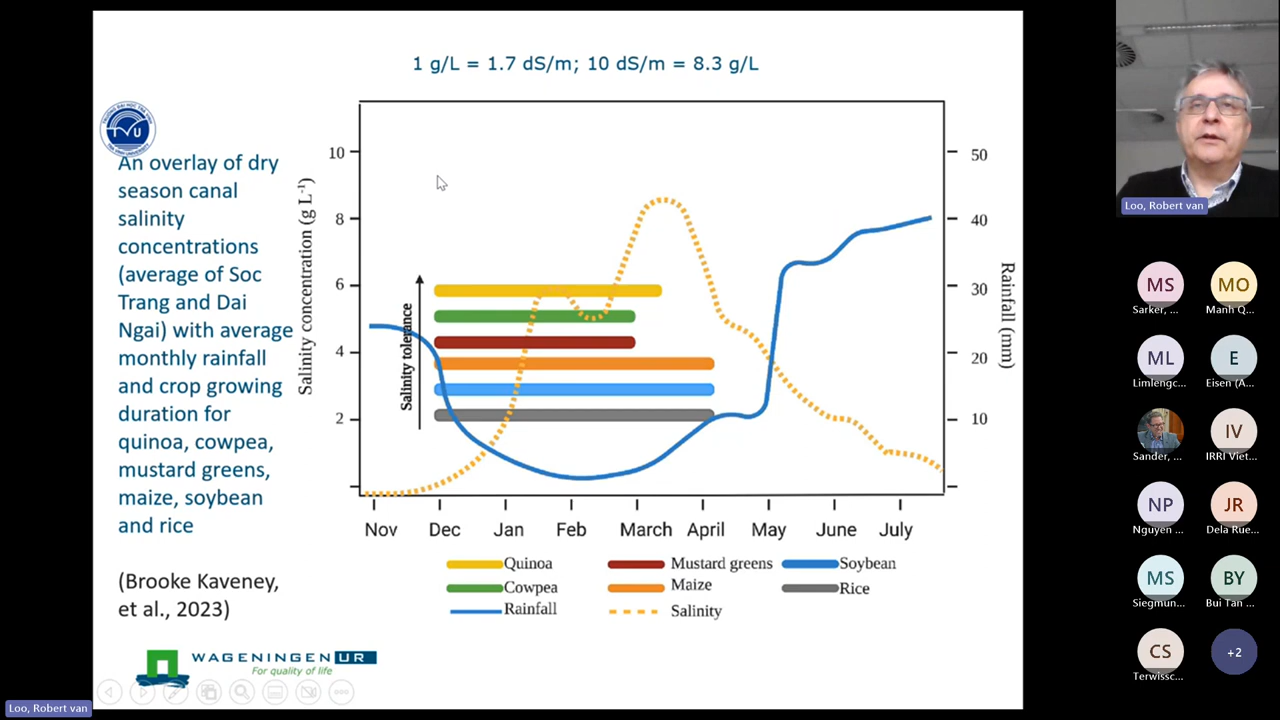 1 g/L = 1.7 dS/m; 10 dS/m = 8.3 g/L
TVU
An overlay of dry
season canal
salinity
concentrations
(average of Soc
Trang and Dai
Ngai) with average
monthly rainfall
and crop growing
duration for
quinoa, cowpea,
mustard greens,
maize, soybean
and rice
(Brooke Kaveney,
et al., 2023)
Salinity concentration (g L⁻¹)
10
8
6
4
2
Salinity tolerance
50
40
30
20
10
Rainfall (mm)
Nov Dec Jan Feb March April May June July
Quinoa Mustard greens Soybean
Cowpea Maize Rice
Rainfall Salinity
WAGENINGEN UR
For quality of life
Loo, Robert van
Loo, Robert van
MS MO
Sarker, ... Manh Q...
ML E
Limlengc... Eisen (A...
IV
Sander, ... IRRI Viet...
NP JR
Nguyen ... Dela Rue...
MS BY
Siegmun... Bui Tan ...
CS +2
Terwissc...